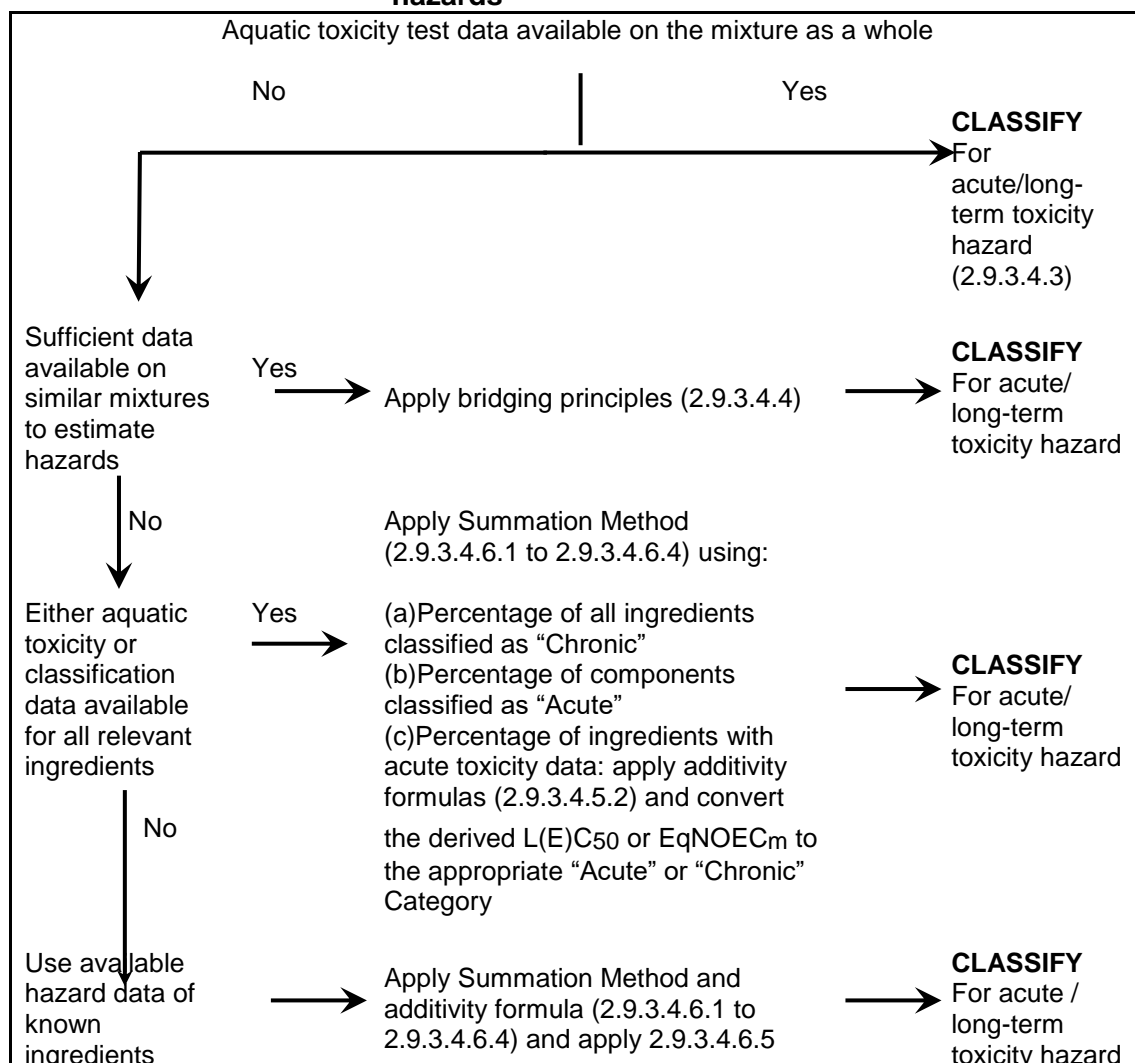 hazards
Aquatic toxicity test data available on the mixture as a whole
No
Yes
CLASSIFY
For
acute/long-
term toxicity
hazard
(2.9.3.4.3)
Sufficient data
available on
similar mixtures
to estimate
hazards
Yes
Apply bridging principles (2.9.3.4.4)
CLASSIFY
For acute/
long-term
toxicity hazard
No
Either aquatic
toxicity or
classification
data available
for all relevant
ingredients
Yes
Apply Summation Method
(2.9.3.4.6.1 to 2.9.3.4.6.4) using:
(a)Percentage of all ingredients
classified as “Chronic”
(b)Percentage of components
classified as “Acute”
(c)Percentage of ingredients with
acute toxicity data: apply additivity
formulas (2.9.3.4.5.2) and convert
the derived L(E)C50 or EqNOECm to
the appropriate “Acute” or “Chronic”
Category
CLASSIFY
For acute/
long-term
toxicity hazard
No
Use available
hazard data of
known
ingredients
Apply Summation Method and
additivity formula (2.9.3.4.6.1 to
2.9.3.4.6.4) and apply 2.9.3.4.6.5
CLASSIFY
For acute /
long-term
toxicity hazard